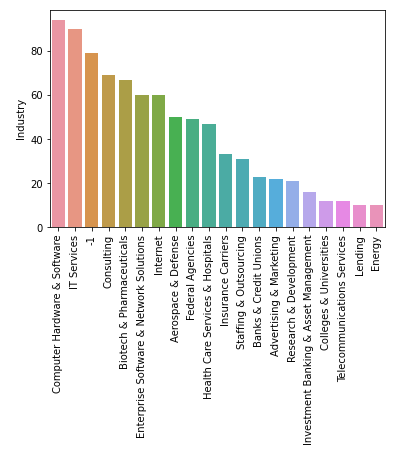 80
60
40
20
0
Industry
Computer Hardware & Software
IT Services
-1
Consulting
Biotech & Pharmaceuticals
Enterprise Software & Network Solutions
Internet
Aerospace & Defense
Federal Agencies
Health Care Services & Hospitals
Insurance Carriers
Staffing & Outsourcing
Banks & Credit Unions
Advertising & Marketing
Research & Development
Investment Banking & Asset Management
Colleges & Universities
Telecommunications Services
Lending
Energy